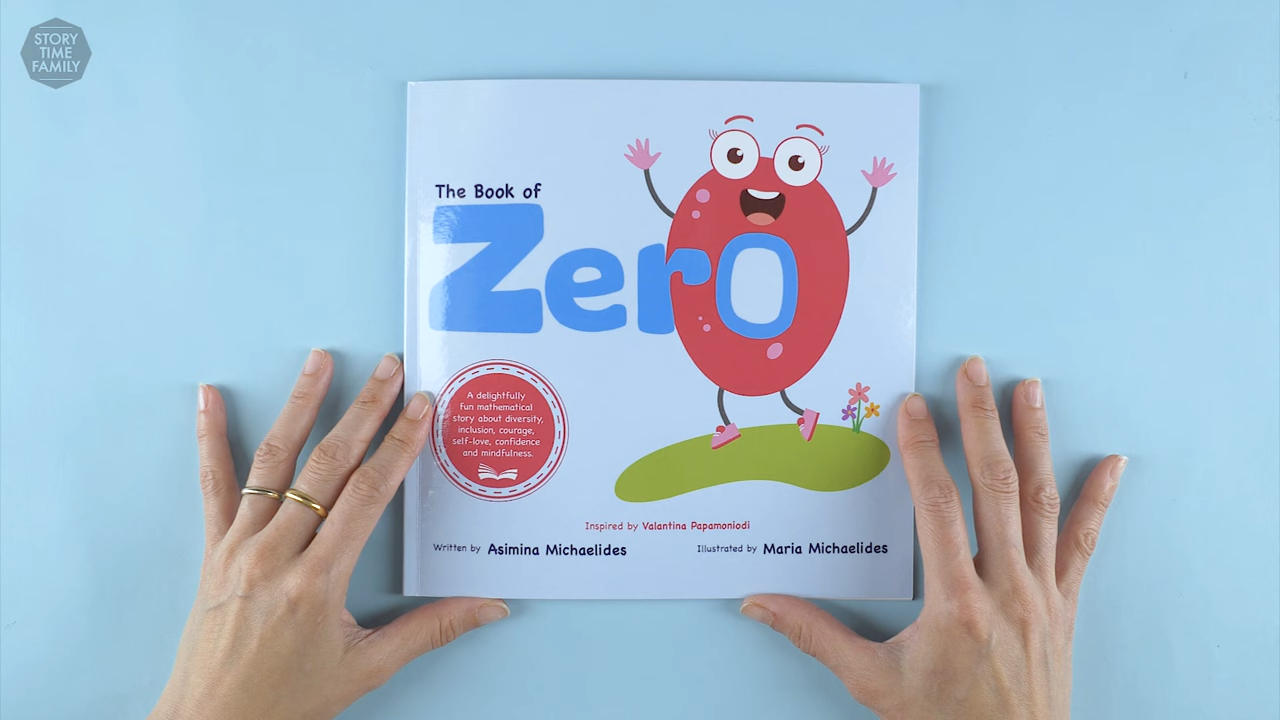 STORY
TIME
FAMILY
The Book of
Zero
A delightfully
fun mathematical
story about diversity,
inclusion, courage,
self-love, confidence
and mindfulness.
Inspired by Valantina Papamoniodi
Written by Asimina Michaelides
Illustrated by Maria Michaelides